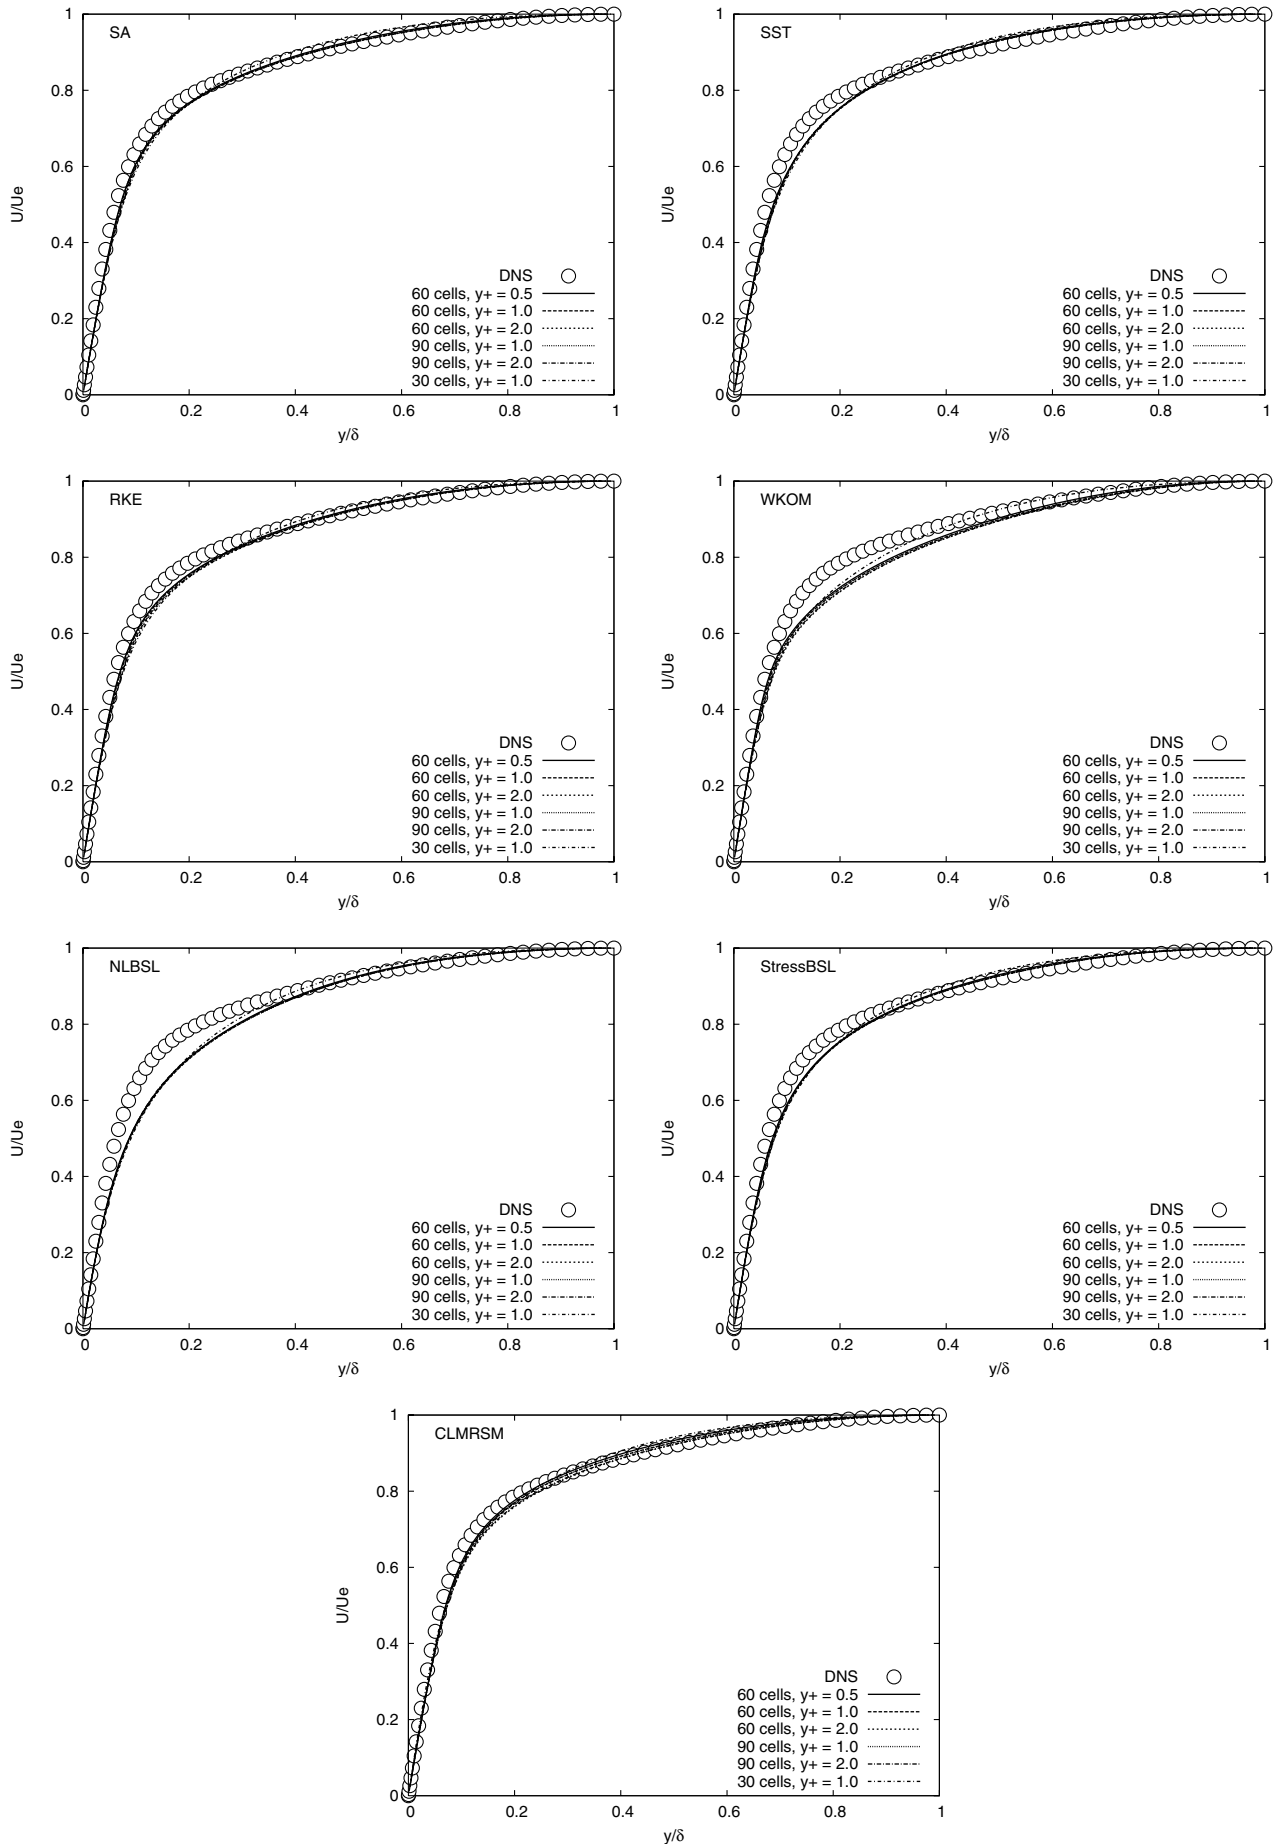 SA
1
0.8
0.6
0.4
0.2
0
U/Ue
DNS
60 cells, y+ = 0.5
60 cells, y+ = 1.0
60 cells, y+ = 2.0
90 cells, y+ = 1.0
90 cells, y+ = 2.0
30 cells, y+ = 1.0
0 0.2 0.4 0.6 0.8 1
y/δ
SST
1
0.8
0.6
0.4
0.2
0
U/Ue
DNS
60 cells, y+ = 0.5
60 cells, y+ = 1.0
60 cells, y+ = 2.0
90 cells, y+ = 1.0
90 cells, y+ = 2.0
30 cells, y+ = 1.0
0 0.2 0.4 0.6 0.8 1
y/δ
RKE
1
0.8
0.6
0.4
0.2
0
U/Ue
DNS
60 cells, y+ = 0.5
60 cells, y+ = 1.0
60 cells, y+ = 2.0
90 cells, y+ = 1.0
90 cells, y+ = 2.0
30 cells, y+ = 1.0
0 0.2 0.4 0.6 0.8 1
y/δ
WKOM
1
0.8
0.6
0.4
0.2
0
U/Ue
DNS
60 cells, y+ = 0.5
60 cells, y+ = 1.0
60 cells, y+ = 2.0
90 cells, y+ = 1.0
90 cells, y+ = 2.0
30 cells, y+ = 1.0
0 0.2 0.4 0.6 0.8 1
y/δ
NLBSL
1
0.8
0.6
0.4
0.2
0
U/Ue
DNS
60 cells, y+ = 0.5
60 cells, y+ = 1.0
60 cells, y+ = 2.0
90 cells, y+ = 1.0
90 cells, y+ = 2.0
30 cells, y+ = 1.0
0 0.2 0.4 0.6 0.8 1
y/δ
StressBSL
1
0.8
0.6
0.4
0.2
0
U/Ue
DNS
60 cells, y+ = 0.5
60 cells, y+ = 1.0
60 cells, y+ = 2.0
90 cells, y+ = 1.0
90 cells, y+ = 2.0
30 cells, y+ = 1.0
0 0.2 0.4 0.6 0.8 1
y/δ
CLMRSM
1
0.8
0.6
0.4
0.2
0
U/Ue
DNS
60 cells, y+ = 0.5
60 cells, y+ = 1.0
60 cells, y+ = 2.0
90 cells, y+ = 1.0
90 cells, y+ = 2.0
30 cells, y+ = 1.0
0 0.2 0.4 0.6 0.8 1
y/δ